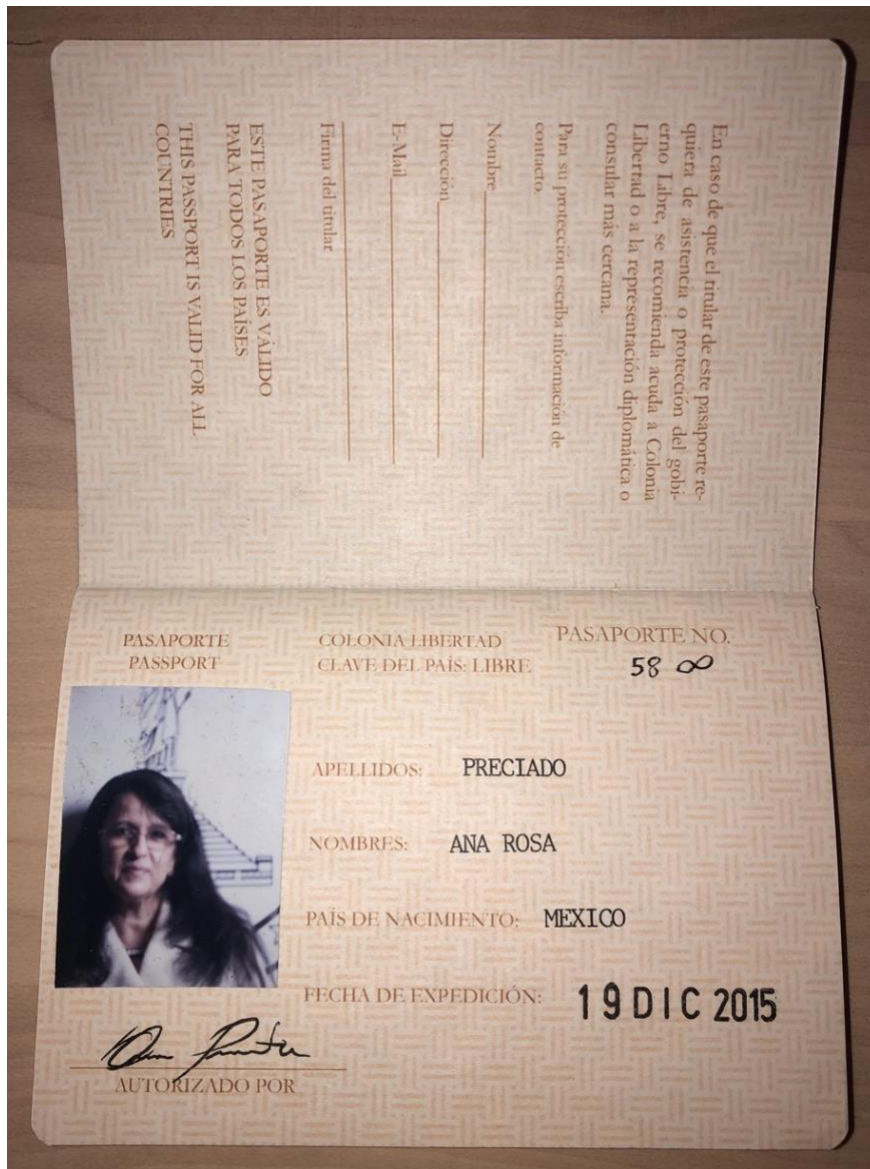 En caso de que el titular de este pasaporte re-
quiera de asistencia o protección del gobi-
erno Libre, se recomienda acuda a Colonia
Libertad o a la representación diplomática o
consular más cercana.
Para su protección escriba información de
contacto.
Nombre
Dirección
E-Mail
Firma del titular
ESTE PASAPORTE ES VÁLIDO
PARA TODOS LOS PAÍSES
THIS PASSPORT IS VALID FOR ALL
COUNTRIES
PASAPORTE
PASSPORT
COLONIA LIBERTAD
CLAVE DEL PAÍS: LIBRE
PASAPORTE NO.
58 ∞
APELLIDOS: PRECIADO
NOMBRES: ANA ROSA
PAÍS DE NACIMIENTO: MEXICO
FECHA DE EXPEDICIÓN: 19 DIC 2015
AUTORIZADO POR